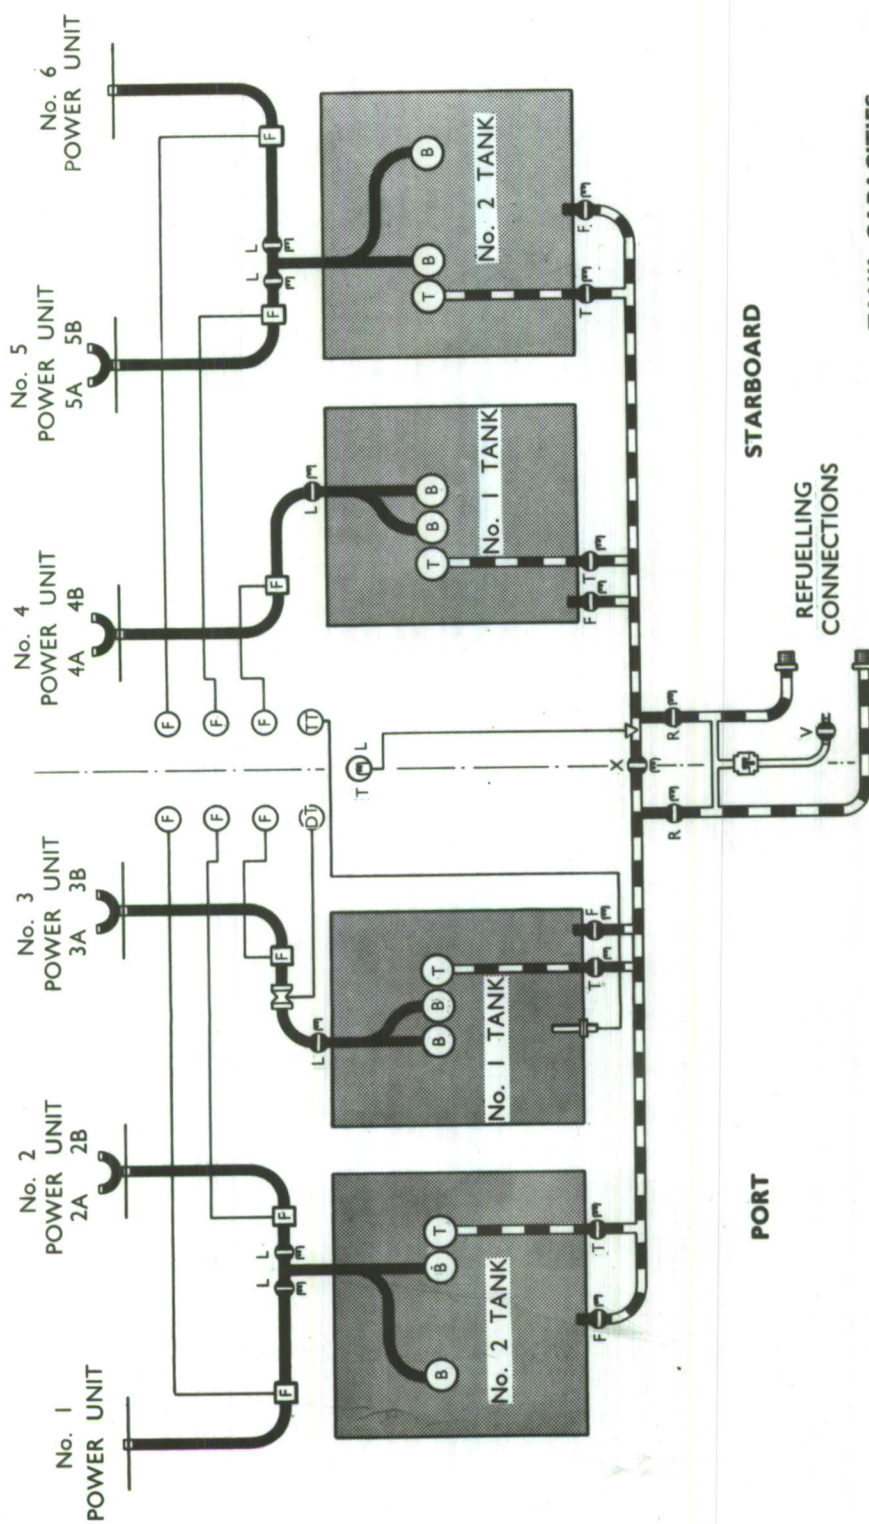 No. 1
POWER UNIT
No. 2
POWER UNIT
2A 2B
No. 3
POWER UNIT
3A 3B
No. 4
POWER UNIT
4A 4B
No. 5
POWER UNIT
5A 5B
No. 6
POWER UNIT
F F
F F
F F
DT TT
F F F F F F
L L L L L L
E E E E E E
T E L
B B T
No. 2 TANK
B B T
No. 1 TANK
T B B
No. 1 TANK
T B B
No. 2 TANK
F E T E T E F E X E F E T E T E F E
R E R E
V
PORT
STARBOARD
REFUELLING
CONNECTIONS